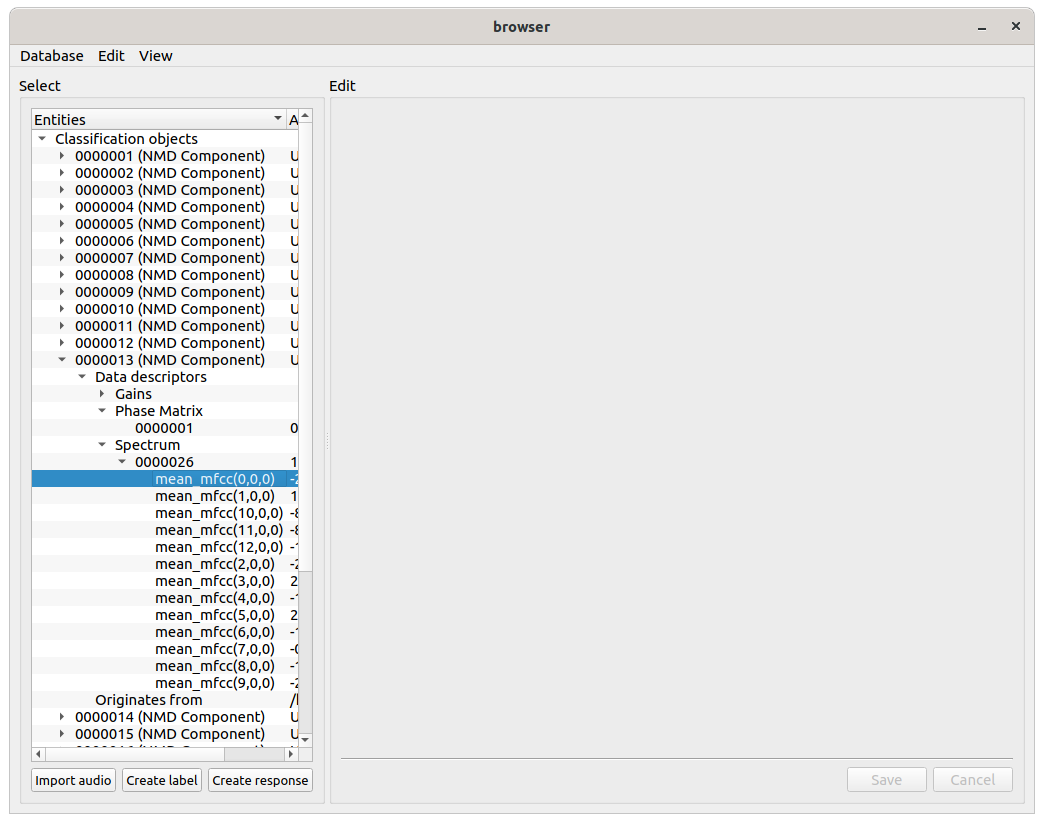 browser
Database Edit View
Select Edit
Entities A
Classification objects
0000001 (NMD Component) U
0000002 (NMD Component) U
0000003 (NMD Component) U
0000004 (NMD Component) U
0000005 (NMD Component) U
0000006 (NMD Component) U
0000007 (NMD Component) U
0000008 (NMD Component) U
0000009 (NMD Component) U
0000010 (NMD Component) U
0000011 (NMD Component) U
0000012 (NMD Component) U
0000013 (NMD Component) U
Data descriptors
Gains
Phase Matrix
0000001 0
Spectrum
0000026 1
mean_mfcc(0,0,0) -2
mean_mfcc(1,0,0) 1
mean_mfcc(10,0,0) -8
mean_mfcc(11,0,0) -8
mean_mfcc(12,0,0) -1
mean_mfcc(2,0,0) -2
mean_mfcc(3,0,0) 2
mean_mfcc(4,0,0) -1
mean_mfcc(5,0,0) 2
mean_mfcc(6,0,0) -1
mean_mfcc(7,0,0) -0
mean_mfcc(8,0,0) -1
mean_mfcc(9,0,0) -2
Originates from
0000014 (NMD Component) U
0000015 (NMD Component) U
Import audio Create label Create response
Save Cancel